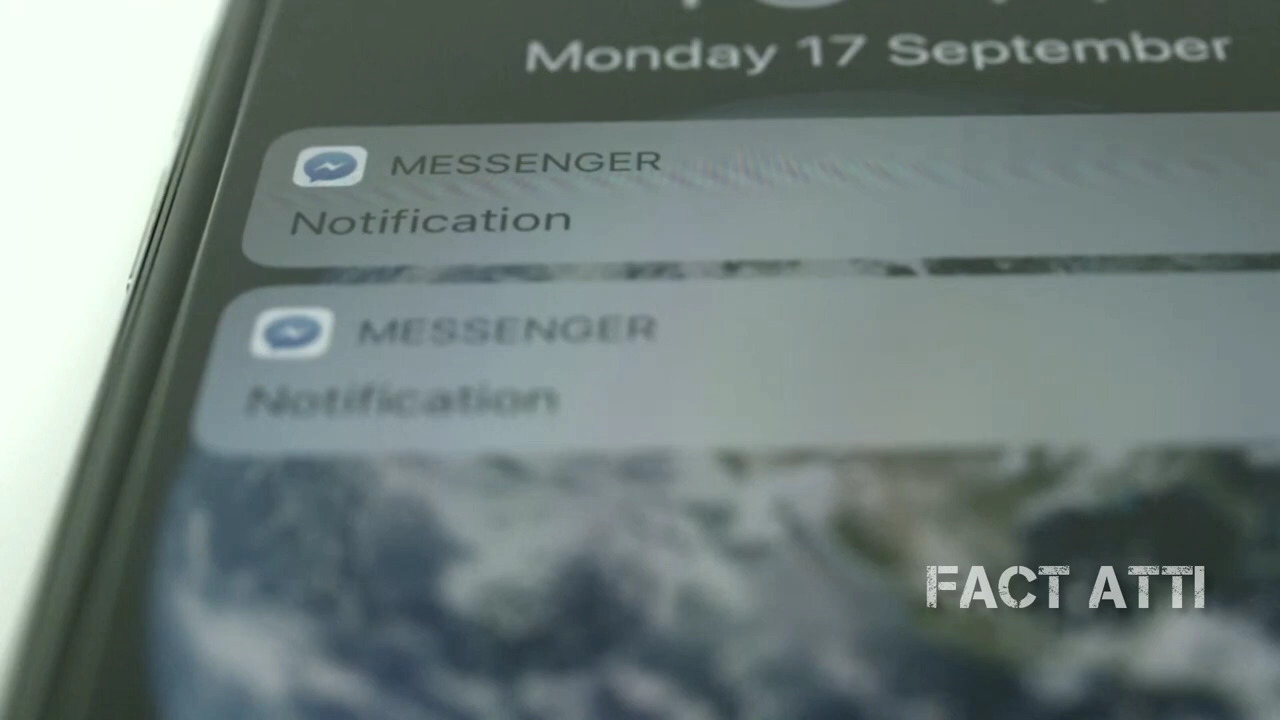 Monday 17 September
MESSENGER
Notification
MESSENGER
Notification
FACT ATTI